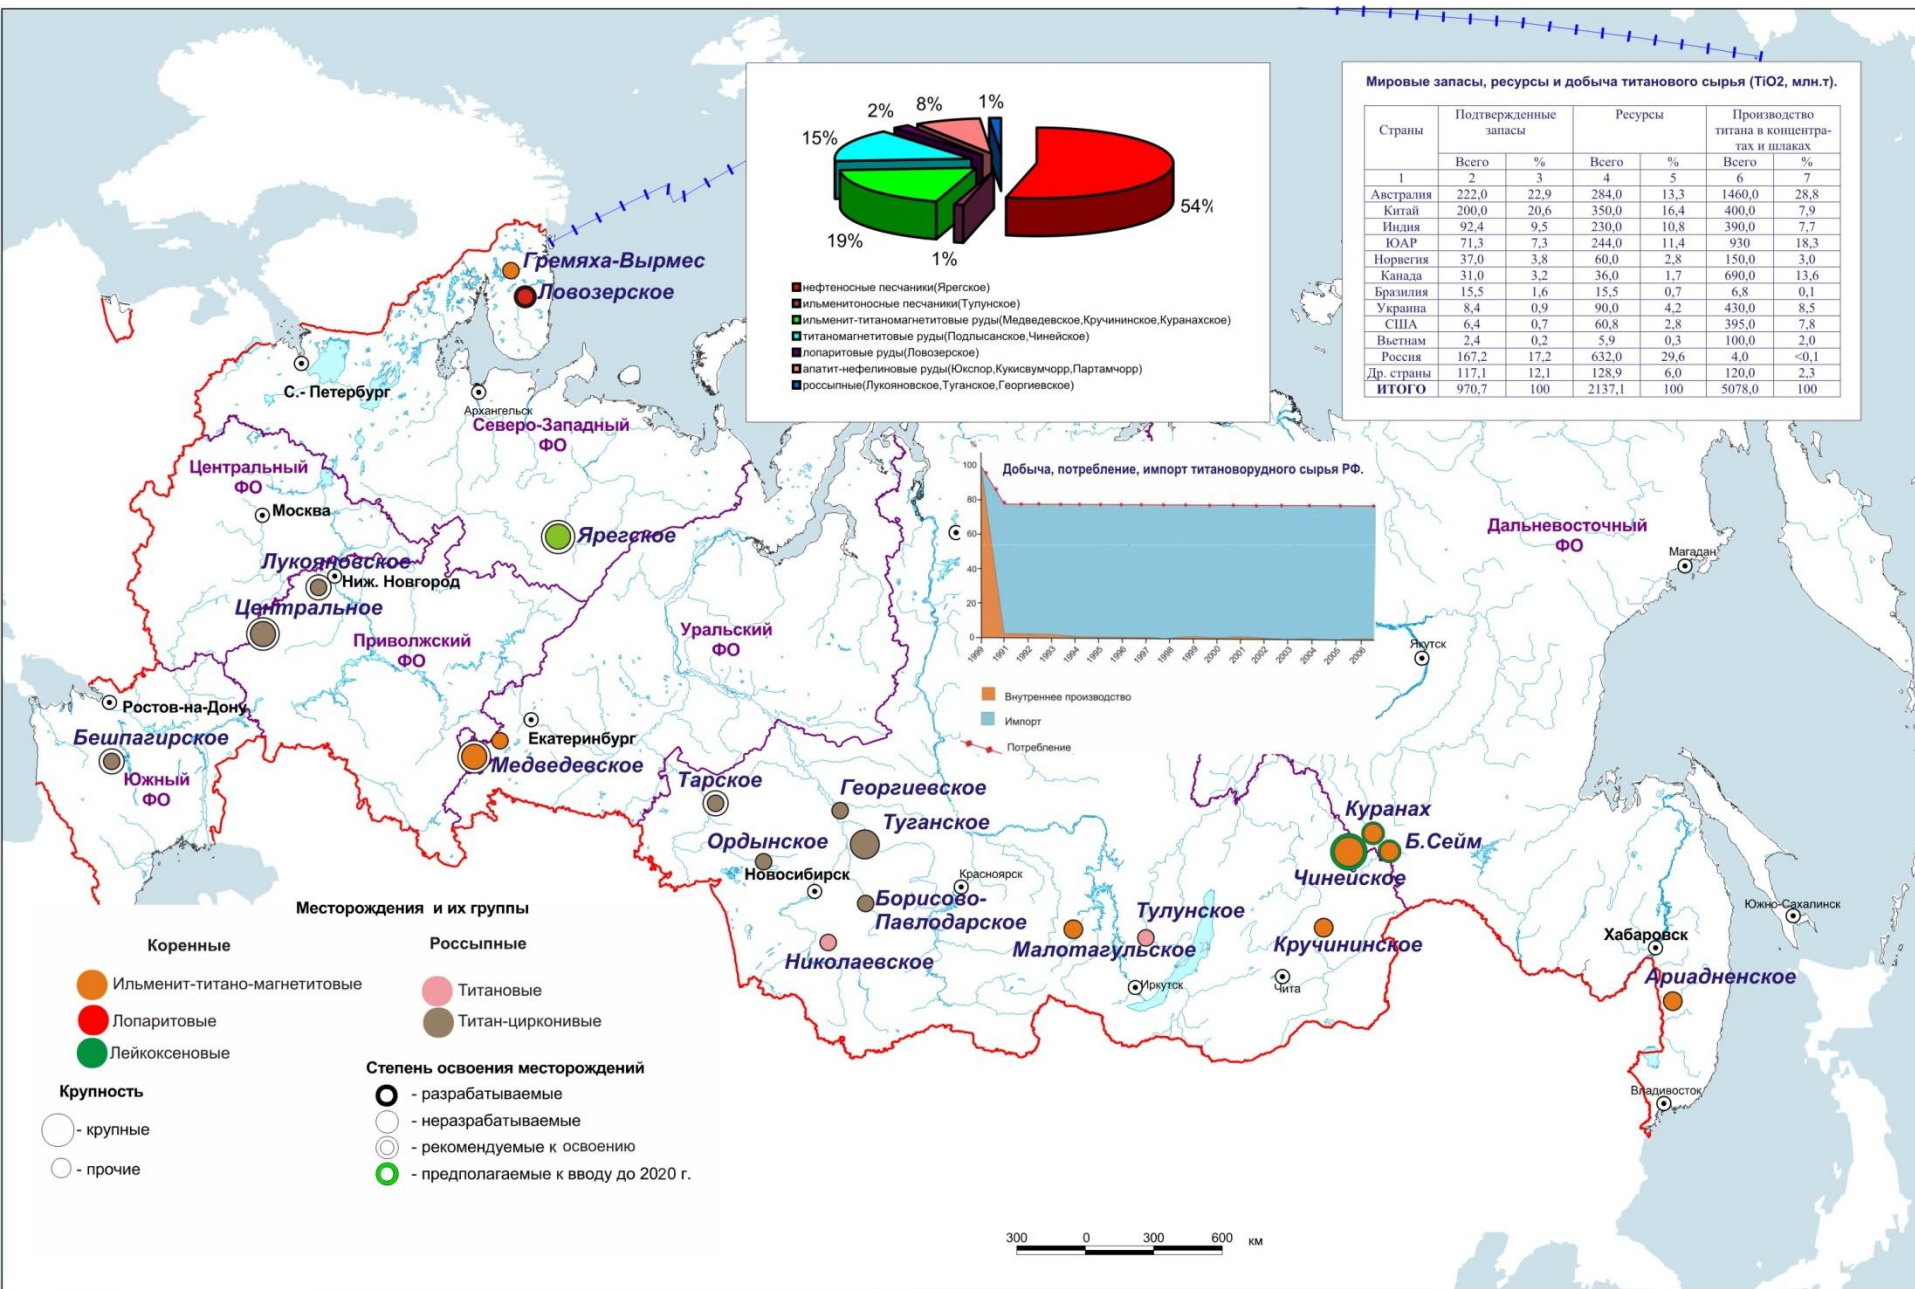 Мировые запасы, ресурсы и добыча титанового сырья (TiO2, млн.т).
Страны
Подтвержденные
запасы
Ресурсы
Производство
титана в концентра-
тах и шлаках
Всего % Всего % Всего %
1 2 3 4 5 6 7
Австралия 222,0 22,9 284,0 13,3 1460,0 28,8
Китай 200,0 20,6 350,0 16,4 400,0 7,9
Индия 92,4 9,5 230,0 10,8 390,0 7,7
ЮАР 71,3 7,3 244,0 11,4 930 18,3
Норвегия 37,0 3,8 60,0 2,8 150,0 3,0
Канада 31,0 3,2 36,0 1,7 690,0 13,6
Бразилия 15,5 1,6 15,5 0,7 6,8 0,1
Украина 8,4 0,9 90,0 4,2 430,0 8,5
США 6,4 0,7 60,8 2,8 395,0 7,8
Вьетнам 2,4 0,2 5,9 0,3 100,0 2,0
Россия 167,2 17,2 632,0 29,6 4,0 <0,1
Др. страны 117,1 12,1 128,9 6,0 120,0 2,3
ИТОГО 970,7 100 2137,1 100 5078,0 100
2%
8%
1%
15%
54%
19%
1%
нефтеносные песчаники(Ярегское)
ильменитоносные песчаники(Тулунское)
ильменит-титаномагнетитовые руды(Медведевское,Кручининское,Куранахское)
титаномагнетитовые руды(Подлысанское,Чинейское)
лопаритовые руды(Ловозерское)
апатит-нефелиновые руды(Юкспор,Кукисвумчорр,Партамчорр)
россыпные(Лукояновское,Туганское,Георгиевское)
Гремяха-Вырмес
Ловозерское
С.- Петербург
Архангельск
Северо-Западный
ФО
Центральный
ФО
Москва
Ярегское
Лукояновское
Ниж. Новгород
Центральное
Приволжский
ФО
Уральский
ФО
Ростов-на-Дону
Бешпагирское
Южный
ФО
Екатеринбург
Медведевское
%
Добыча, потребление, импорт титановорудного сырья РФ.
100
80
60
40
20
0
1990 1991 1992 1993 1994 1995 1996 1997 1998 1999 2000 2001 2002 2003 2004 2005 2006
Внутреннее производство
Импорт
Потребление
Дальневосточный
ФО
Магадан
Якутск
Тарское
Георгиевское
Туганское
Ордынское
Новосибирск
Красноярск
Борисово-
Павлодарское
Николаевское
Малотагульское
Тулунское
Иркутск
Куранах
Б.Сейм
Чинейское
Кручининское
Чита
Южно-Сахалинск
Хабаровск
Ариадненское
Владивосток
Месторождения и их группы
Коренные
Россыпные
Ильменит-титано-магнетитовые
Титановые
Лопаритовые
Титан-цирконивые
Лейкоксеновые
Крупность
- крупные
- прочие
Степень освоения месторождений
- разрабатываемые
- неразрабатываемые
- рекомендуемые к освоению
- предполагаемые к вводу до 2020 г.
300 0 300 600 км